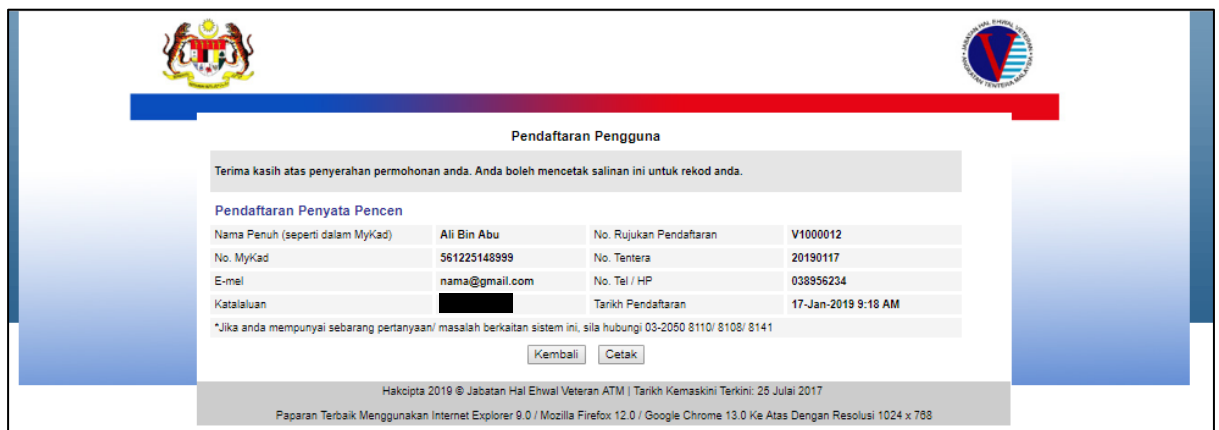 Pendaftaran Pengguna
Terima kasih atas penyerahan permohonan anda. Anda boleh mencetak salinan ini untuk rekod anda.
Pendaftaran Penyata Pencen
Nama Penuh (seperti dalam MyKad) Ali Bin Abu No. Rujukan Pendaftaran V1000012
No. MyKad 561225148999 No. Tentera 20190117
E-mel nama@gmail.com No. Tel / HP 038956234
Katalaluan Tarikh Pendaftaran 17-Jan-2019 9:18 AM
*Jika anda mempunyai sebarang pertanyaan/ masalah berkaitan sistem ini, sila hubungi 03-2050 8110/ 8108/ 8141
Kembali Cetak
Hakcipta 2019 © Jabatan Hal Ehwal Veteran ATM | Tarikh Kemaskini Terkini: 25 Julai 2017
Paparan Terbaik Menggunakan Internet Explorer 9.0 / Mozilla Firefox 12.0 / Google Chrome 13.0 Ke Atas Dengan Resolusi 1024 x 768